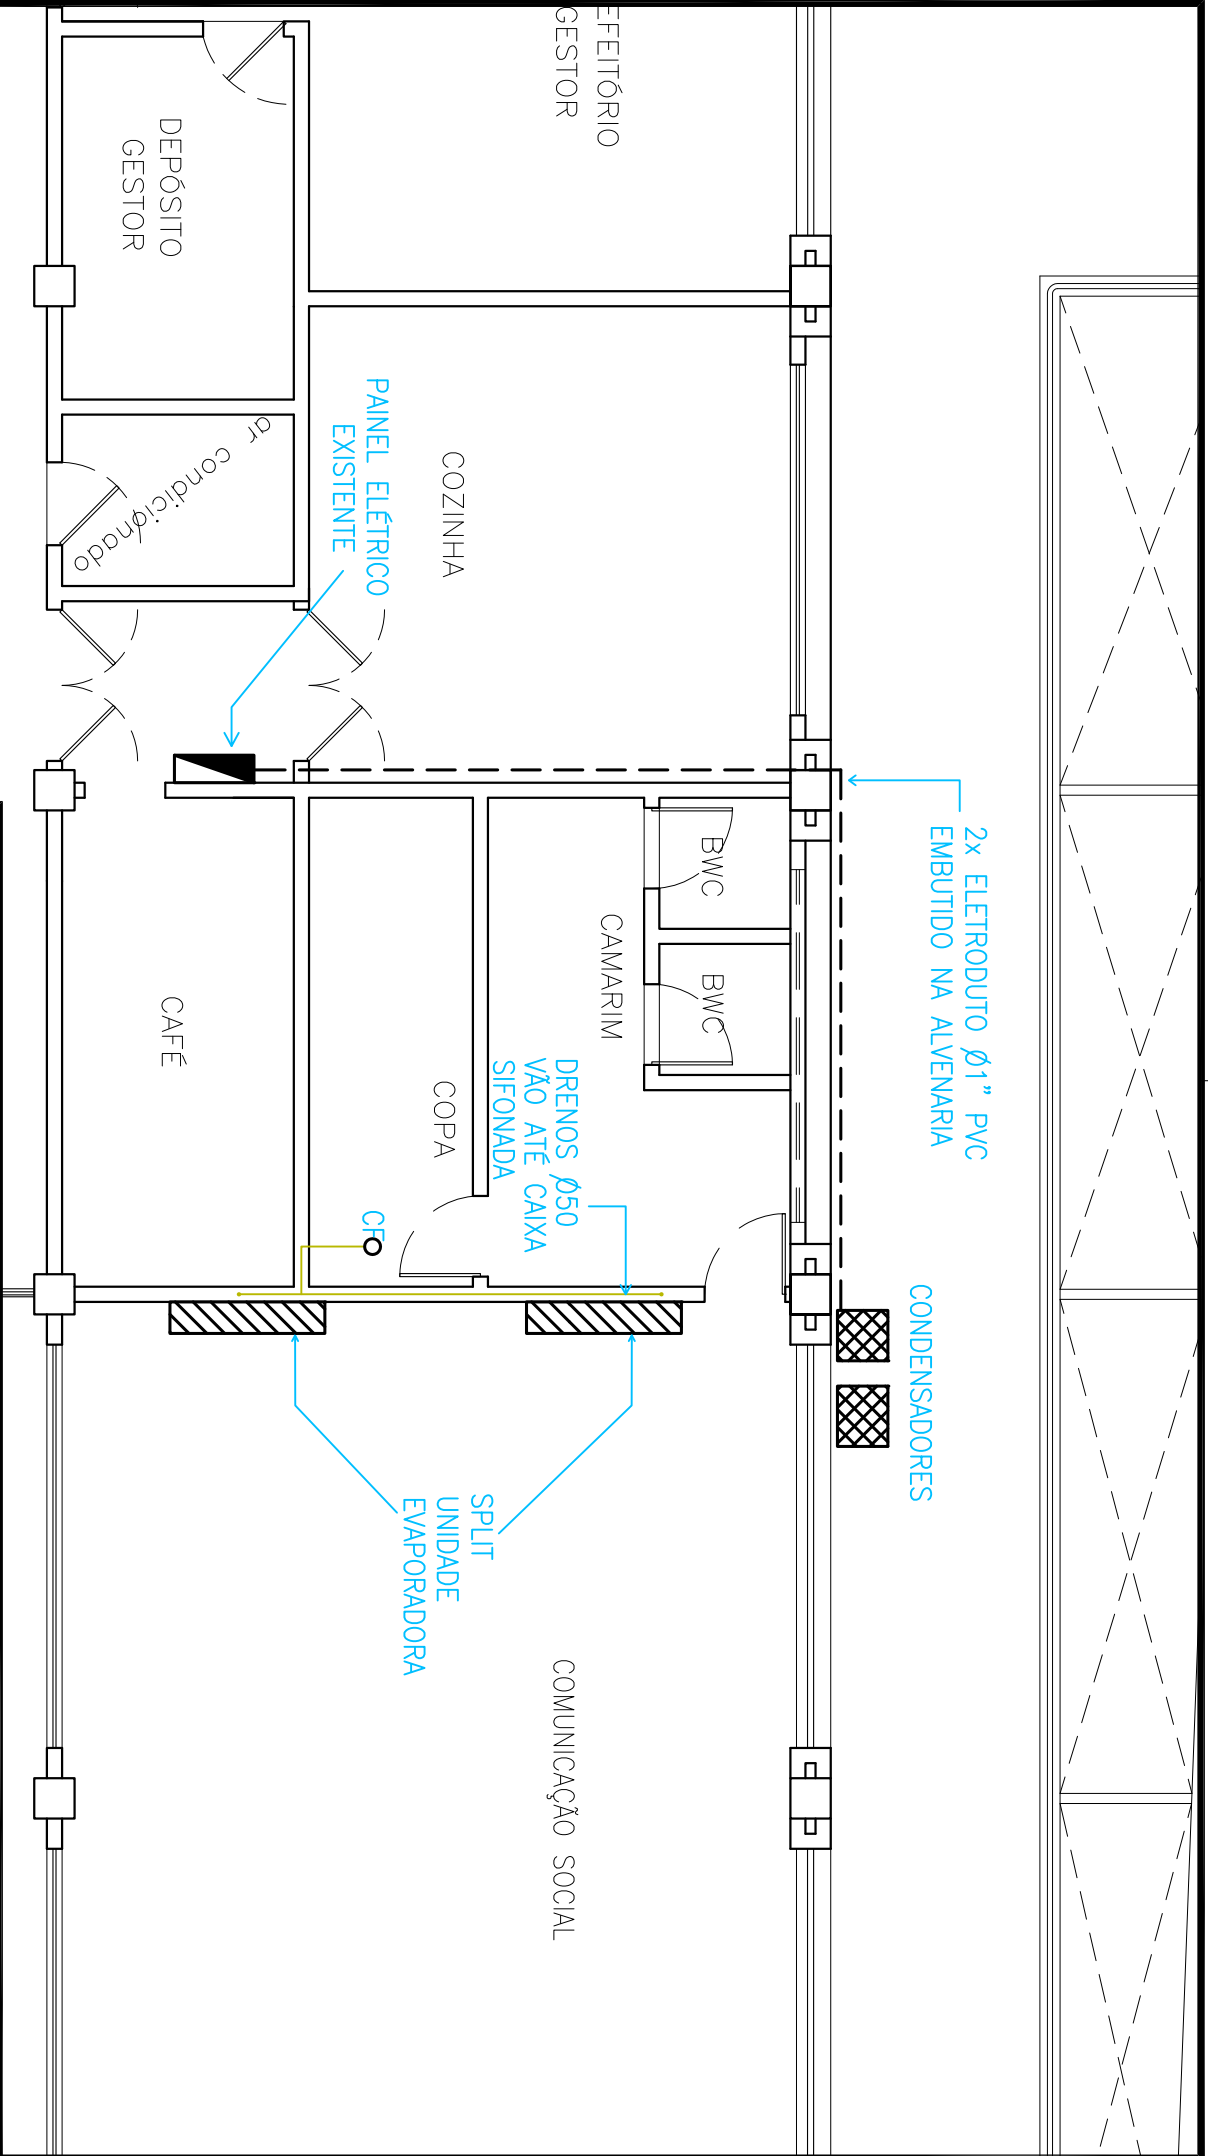 EFEITÓRIO
GESTOR
DEPÓSITO
GESTOR
ar condicionado
PAINEL ELÉTRICO
EXISTENTE
COZINHA
2x ELETRODUTO Ø1" PVC
EMBUTIDO NA ALVENARIA
BWC
BWC
CAMARIM
CAFÉ
COPA
DRENOS Ø50
VÃO ATÉ CAIXA
SIFONADA
CF
CONDENSADORES
SPLIT
UNIDADE
EVAPORADORA
COMUNICAÇÃO SOCIAL